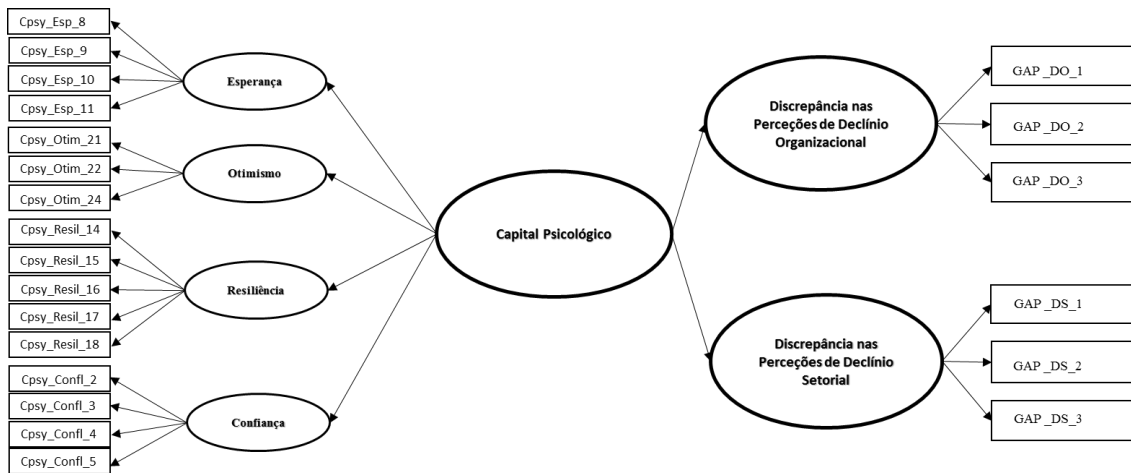 Cpsy_Esp_8
Cpsy_Esp_9
Cpsy_Esp_10
Cpsy_Esp_11
Cpsy_Otim_21
Cpsy_Otim_22
Cpsy_Otim_24
Cpsy_Resil_14
Cpsy_Resil_15
Cpsy_Resil_16
Cpsy_Resil_17
Cpsy_Resil_18
Cpsy_Confl_2
Cpsy_Confl_3
Cpsy_Confl_4
Cpsy_Confl_5
Esperança
Otimismo
Resiliência
Confiança
Capital Psicológico
Discrepância nas
Perceções de Declínio
Organizacional
Discrepância nas
Perceções de Declínio
Setorial
GAP _DO_1
GAP _DO_2
GAP _DO_3
GAP _DS_1
GAP _DS_2
GAP _DS_3